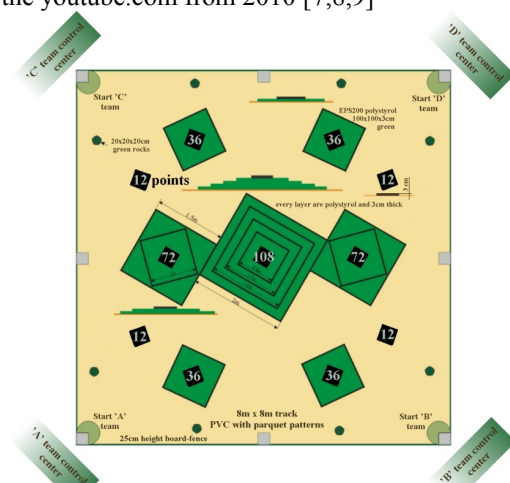 the youtube.com from 2010 [7,8,9]
'C' team control
center
'D' team control
center
Start 'C'
team
Start 'D'
team
EPS200 polystyrol
100x100x3cm
green
36
36
20x20x20cm
green rocks
12 points
12
3 cm
every layer are polystyrol and 3cm thick
1,5m
72
108
72
2m
12
12
36
36
8m x 8m track
PVC with parquet patterns
Start 'A'
team
Start 'B'
team
25cm height board-fence
'A' team control
center
'B' team control
center